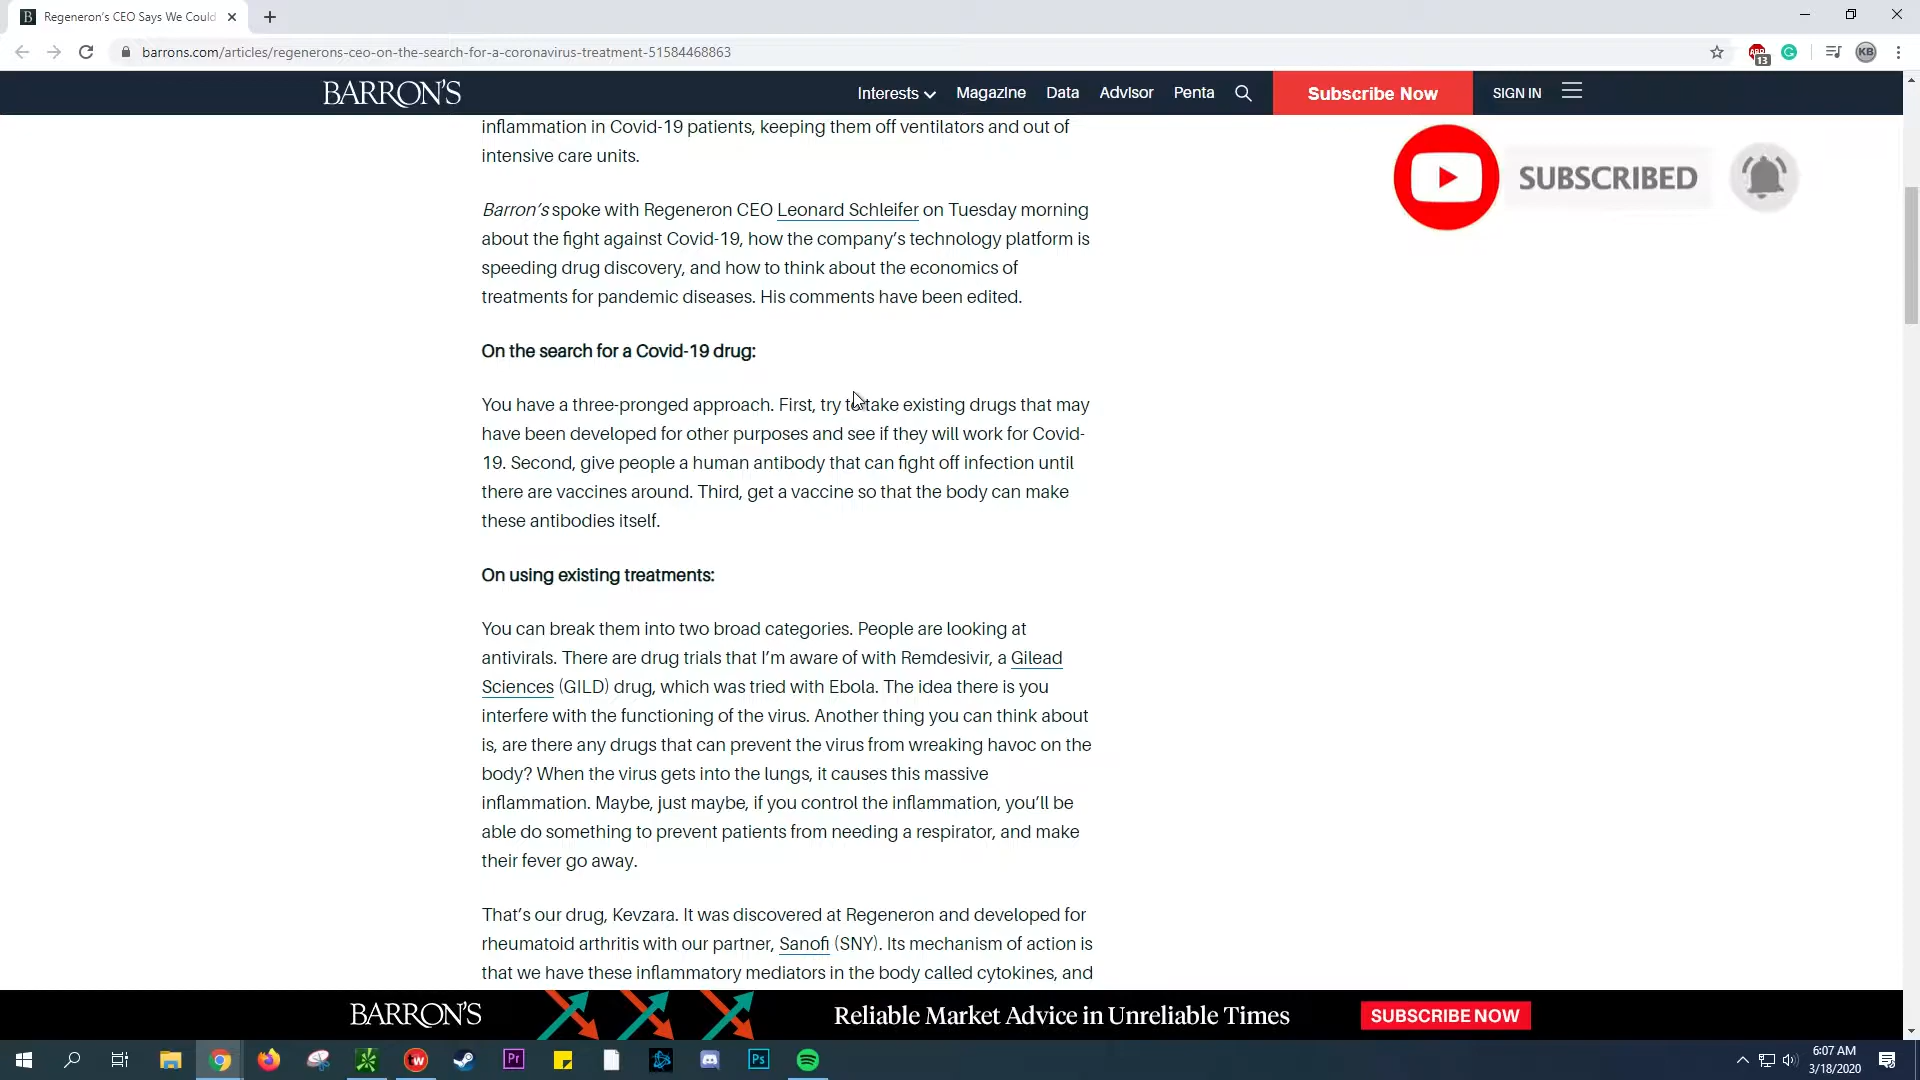 Regeneron's CEO Says We Could
barrons.com/articles/regenerons-ceo-on-the-search-for-a-coronavirus-treatment-51584468863
ABP
13
KB
BARRON'S
Interests
Magazine
Data
Advisor
Penta
Subscribe Now
SIGN IN
SUBSCRIBED
inflammation in Covid-19 patients, keeping them off ventilators and out of
intensive care units.
Barron's spoke with Regeneron CEO Leonard Schleifer on Tuesday morning
about the fight against Covid-19, how the company's technology platform is
speeding drug discovery, and how to think about the economics of
treatments for pandemic diseases. His comments have been edited.
On the search for a Covid-19 drug:
You have a three-pronged approach. First, try to take existing drugs that may
have been developed for other purposes and see if they will work for Covid-
19. Second, give people a human antibody that can fight off infection until
there are vaccines around. Third, get a vaccine so that the body can make
these antibodies itself.
On using existing treatments:
You can break them into two broad categories. People are looking at
antivirals. There are drug trials that I'm aware of with Remdesivir, a Gilead
Sciences (GILD) drug, which was tried with Ebola. The idea there is you
interfere with the functioning of the virus. Another thing you can think about
is, are there any drugs that can prevent the virus from wreaking havoc on the
body? When the virus gets into the lungs, it causes this massive
inflammation. Maybe, just maybe, if you control the inflammation, you'll be
able do something to prevent patients from needing a respirator, and make
their fever go away.
That's our drug, Kevzara. It was discovered at Regeneron and developed for
rheumatoid arthritis with our partner, Sanofi (SNY). Its mechanism of action is
that we have these inflammatory mediators in the body called cytokines, and
BARRON'S
Reliable Market Advice in Unreliable Times
SUBSCRIBE NOW
tw
Pr
Ps
6:07 AM
3/18/2020